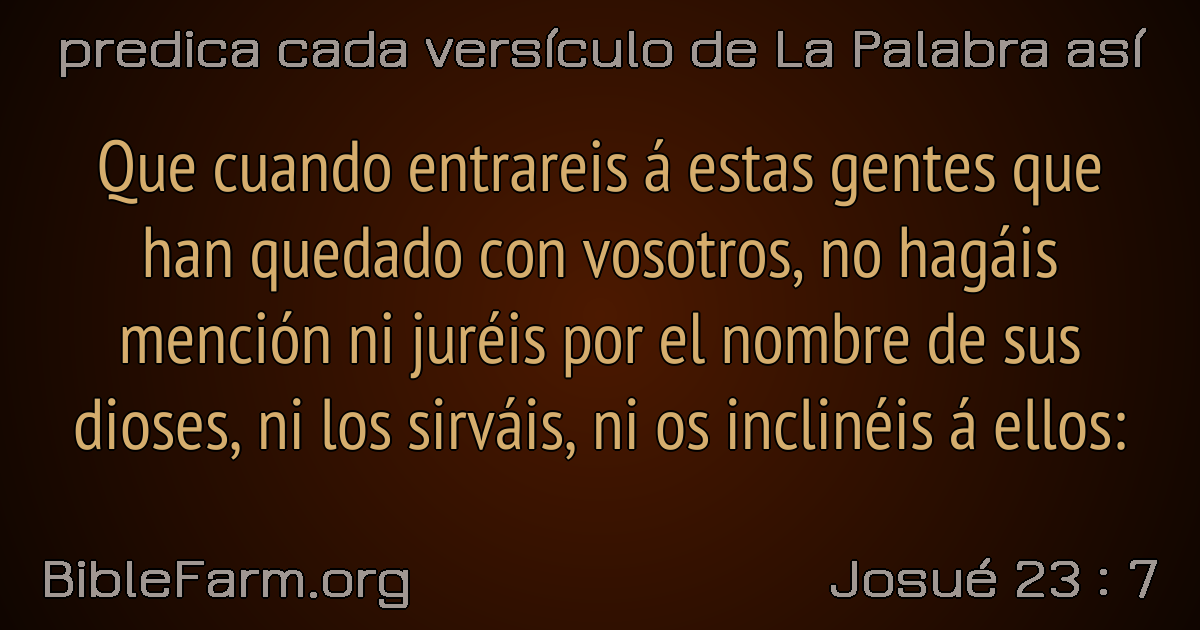 predica cada versículo de La Palabra así
Que cuando entrareis á estas gentes que
han quedado con vosotros, no hagáis
mención ni juréis por el nombre de sus
dioses, ni los sirváis, ni os inclinéis á ellos:
BibleFarm.org
Josué 23 : 7